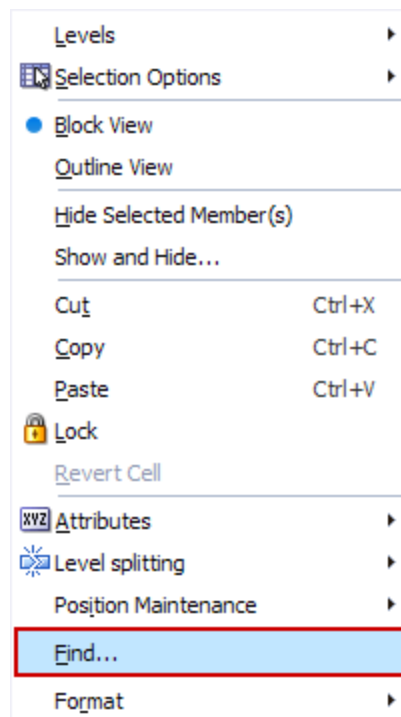 Levels
Selection Options
Block View
Outline View
Hide Selected Member(s)
Show and Hide...
Cut Ctrl+X
Copy Ctrl+C
Paste Ctrl+V
Lock
Revert Cell
XYZ Attributes
Level splitting
Position Maintenance
Find...
Format